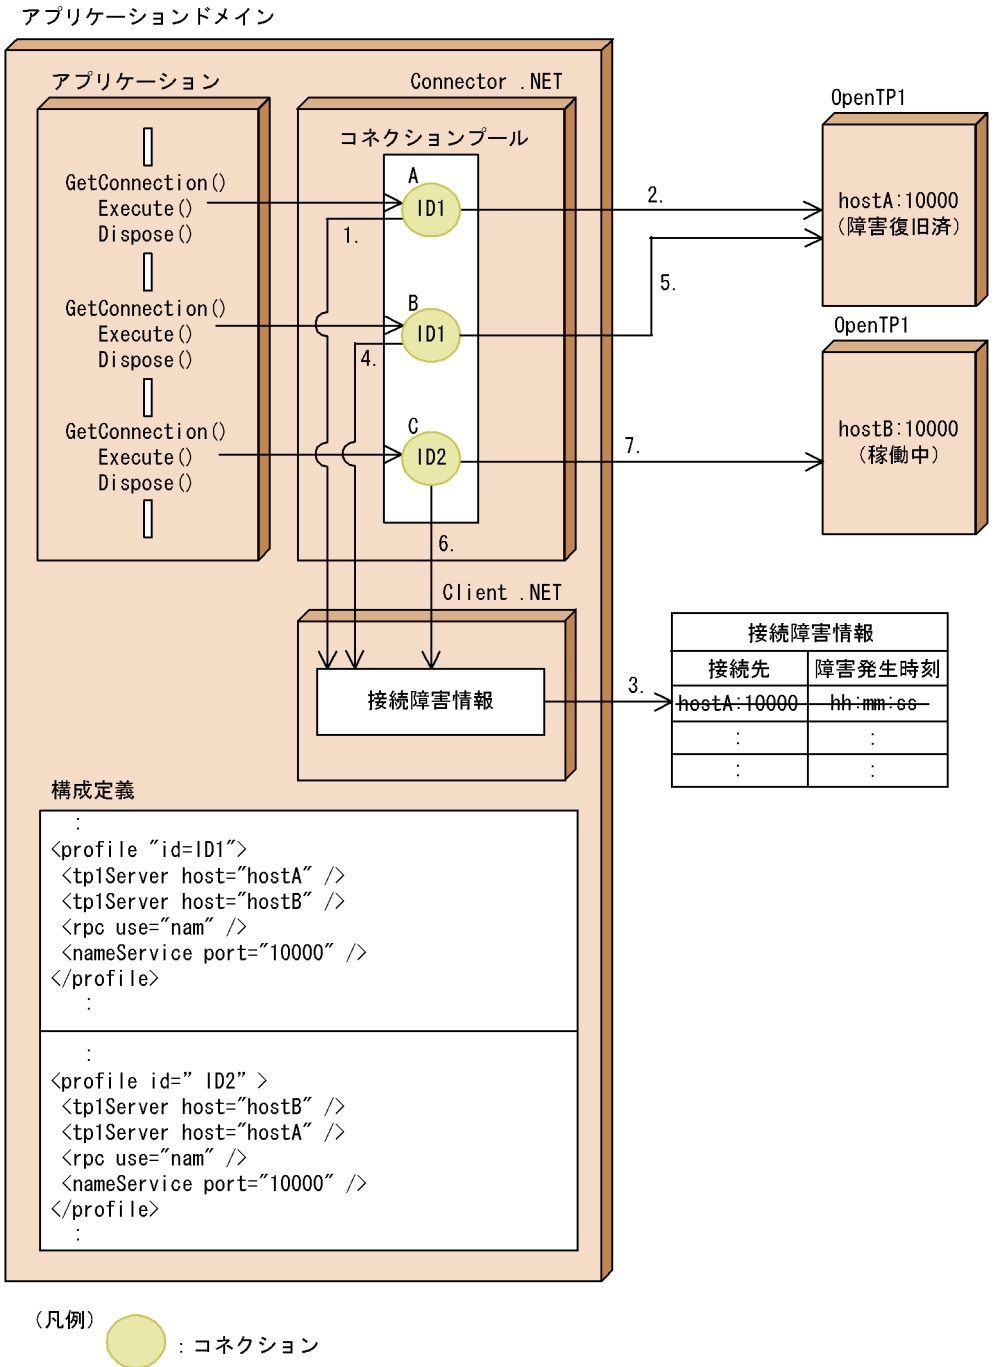 アプリケーションドメイン
アプリケーション
Connector .NET
コネクションプール
OpenTP1
GetConnection()
Execute()
Dispose()
A
ID1
1.
2.
hostA:10000
(障害復旧済)
GetConnection()
Execute()
Dispose()
B
ID1
4.
5.
OpenTP1
hostB:10000
(稼働中)
GetConnection()
Execute()
Dispose()
C
ID2
7.
6.
Client .NET
接続障害情報
3.
接続障害情報
接続先 障害発生時刻
hostA:10000 hh:mm:ss
: :
: :
構成定義
:
<profile "id=ID1">
<tp1Server host="hostA" />
<tp1Server host="hostB" />
<rpc use="nam" />
<nameService port="10000" />
</profile>
:
:
<profile id=” ID2” >
<tp1Server host="hostB" />
<tp1Server host="hostA" />
<rpc use="nam" />
<nameService port="10000" />
</profile>
:
(凡例)
:コネクション